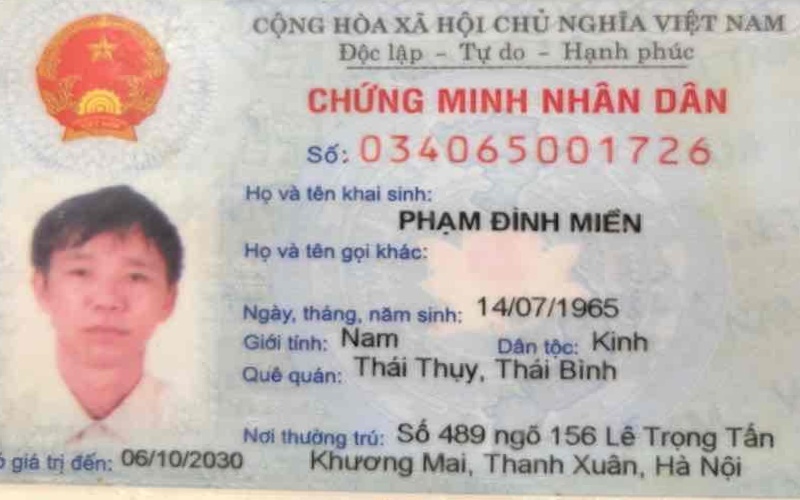 CỘNG HÒA XÃ HỘI CHỦ NGHĨA VIỆT NAM
Độc lập - Tự do - Hạnh phúc
CHỨNG MINH NHÂN DÂN
Số: 034065001726
Họ và tên khai sinh:
PHẠM ĐÌNH MIỀN
Họ và tên gọi khác:
Ngày, tháng, năm sinh: 14/07/1965
Giới tính: Nam Dân tộc: Kinh
Quê quán: Thái Thụy, Thái Bình
Nơi thường trú: Số 489 ngõ 156 Lê Trọng Tấn
giá trị đến: 06/10/2030 Khương Mai, Thanh Xuân, Hà Nội